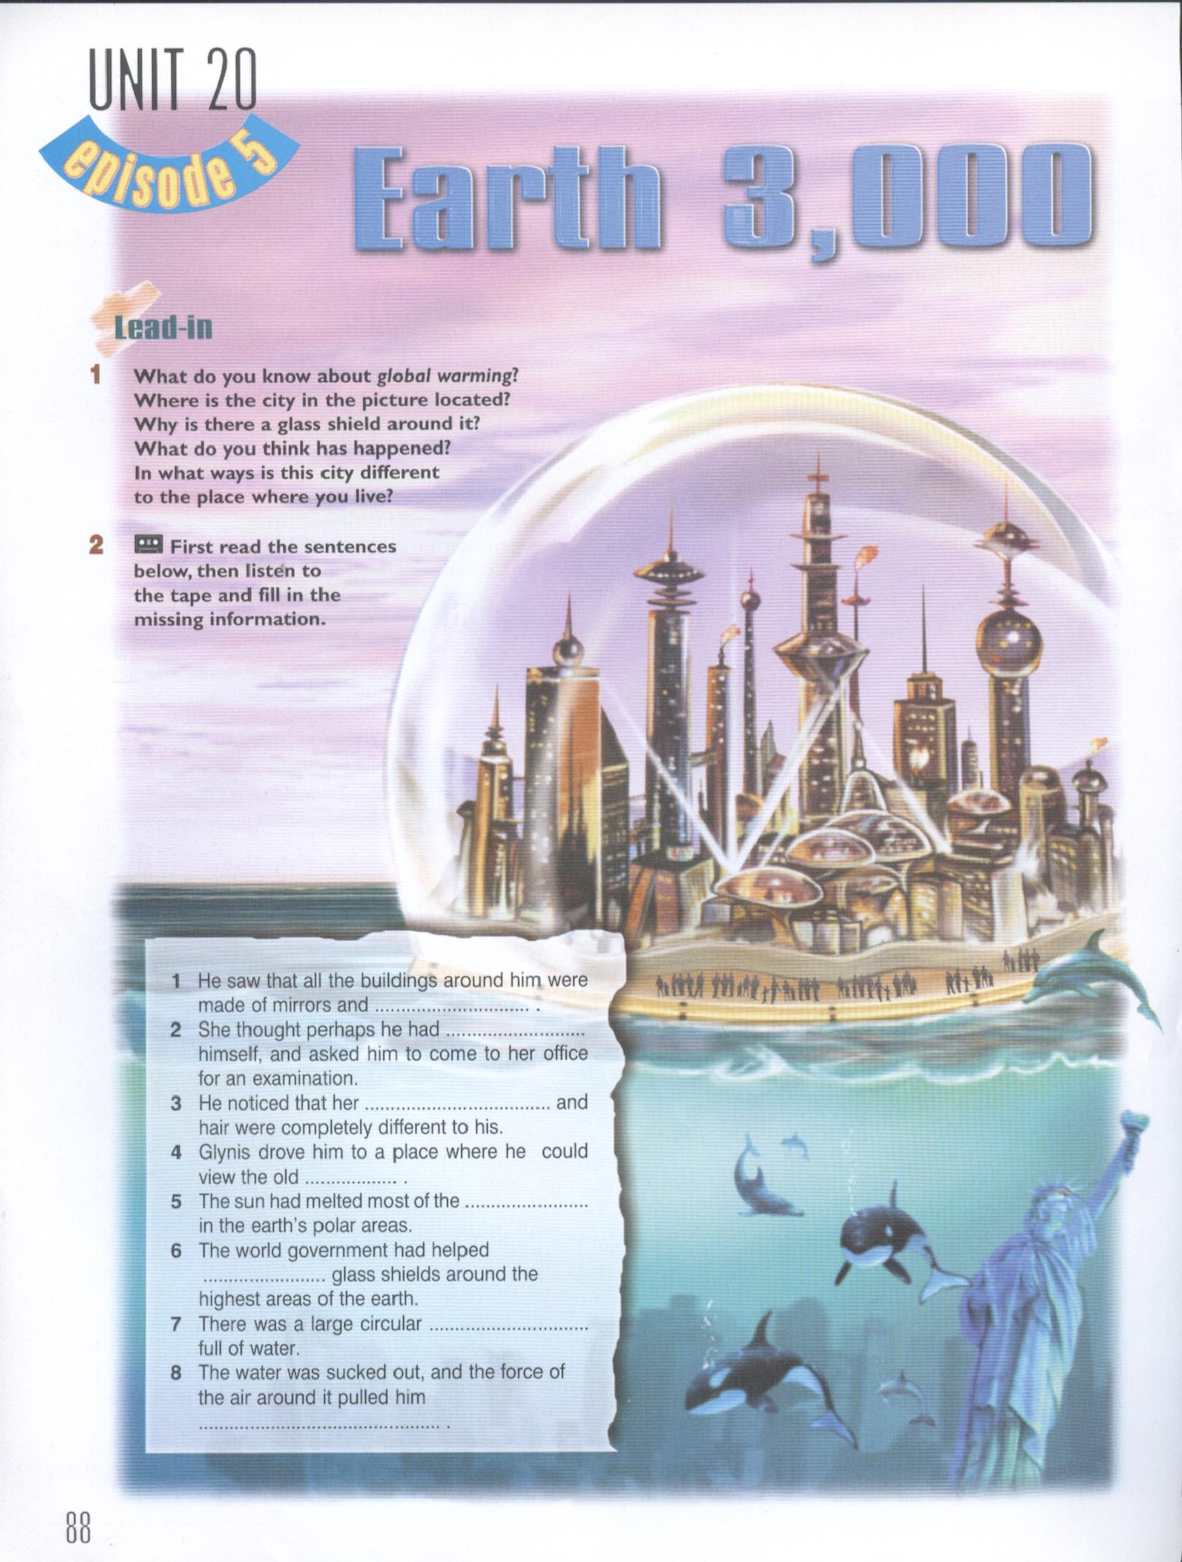 UNIT 20
episode 5
Earth 3,000
Lead-in
1 What do you know about global warming?
Where is the city in the picture located?
Why is there a glass shield around it?
What do you think has happened?
In what ways is this city different
to the place where you live?
2 First read the sentences
below, then listen to
the tape and fill in the
missing information.
1 He saw that all the buildings around him were
made of mirrors and .............................. .
2 She thought perhaps he had ...........................
himself, and asked him to come to her office
for an examination.
3 He noticed that her .................................... and
hair were completely different to his.
4 Glynis drove him to a place where he could
view the old .................. .
5 The sun had melted most of the ........................
in the earth's polar areas.
6 The world government had helped
........................ glass shields around the
highest areas of the earth.
7 There was a large circular ...............................
full of water.
8 The water was sucked out, and the force of
the air around it pulled him
............................................... .
88